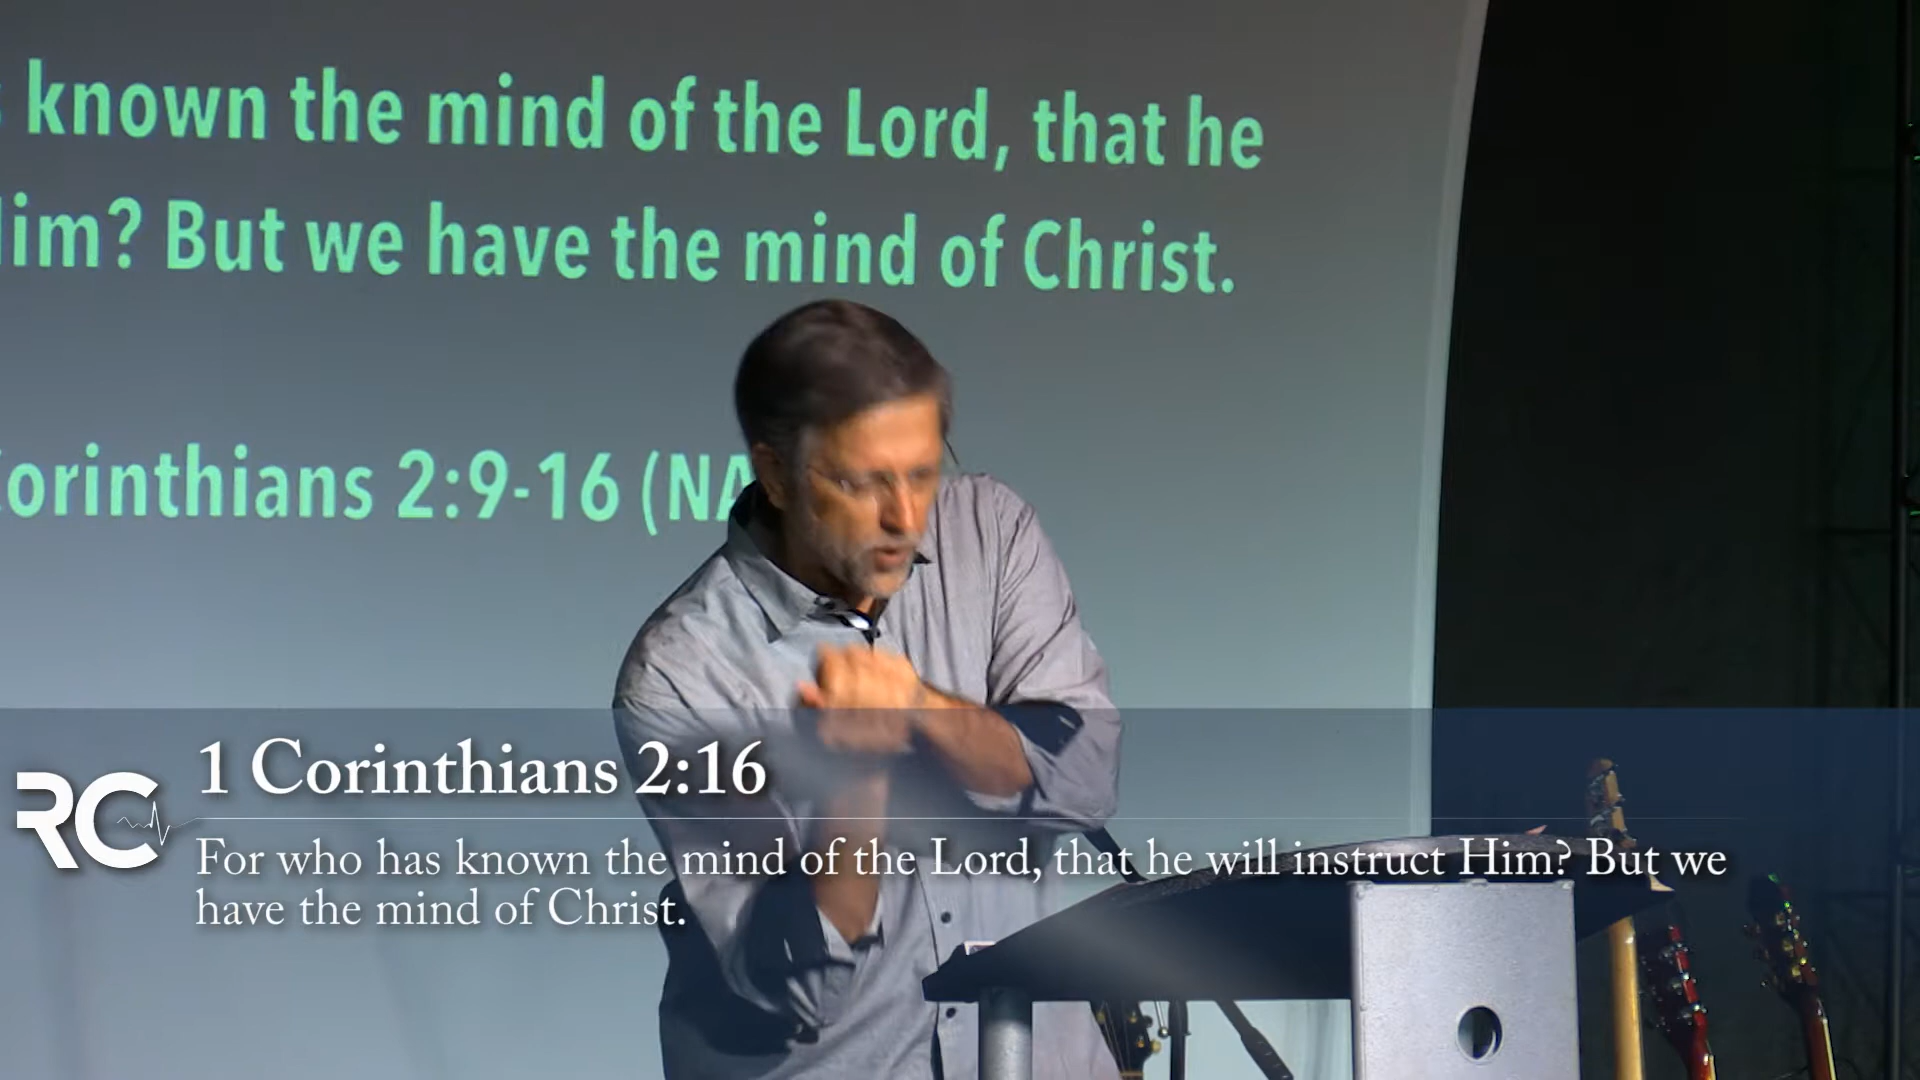 known the mind of the Lord, that he
im? But we have the mind of Christ.
orinthians 2:9-16 (NA
RC
1 Corinthians 2:16
For who has known the mind of the Lord, that he will instruct Him? But we
have the mind of Christ.